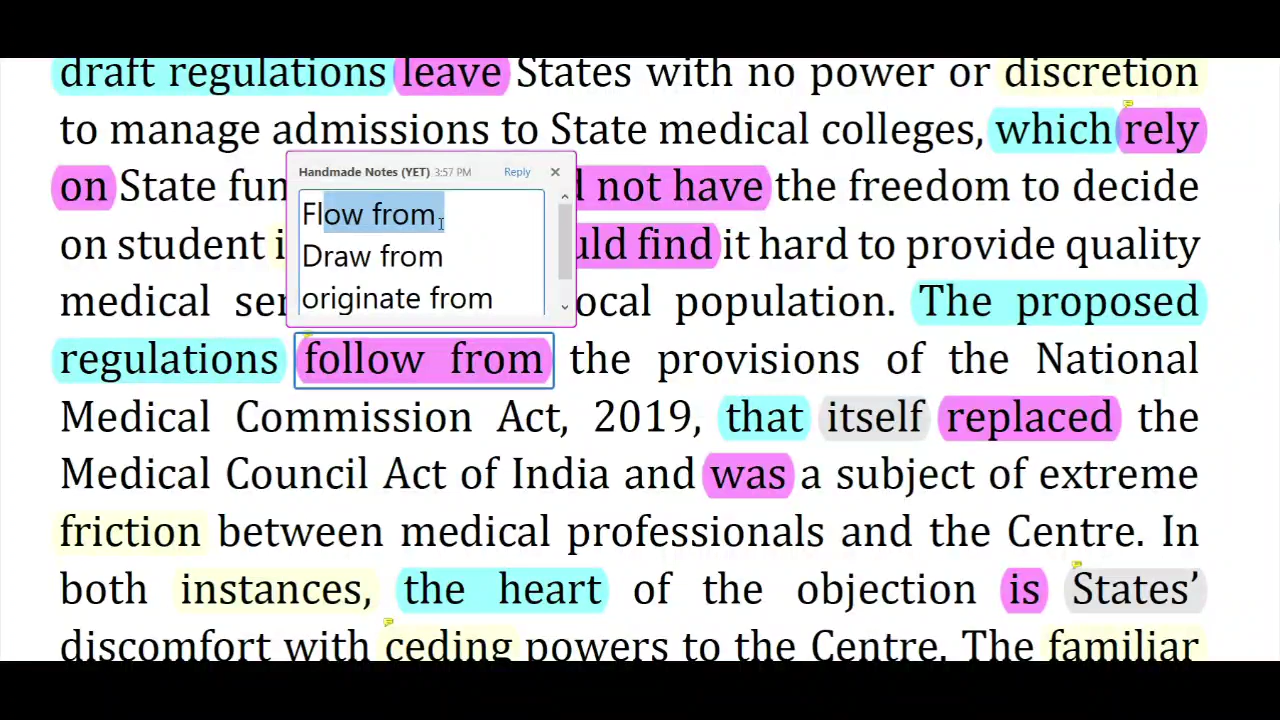 draft regulations leave States with no power or discretion
to manage admissions to State medical colleges, which rely
on State fun
d not have the freedom to decide
on student i
uld find it hard to provide quality
medical ser
ocal population. The proposed
Handmade Notes (YET) 3:57 PM Reply
Flow from
Draw from
originate from
regulations follow from the provisions of the National
Medical Commission Act, 2019, that itself replaced the
Medical Council Act of India and was a subject of extreme
friction between medical professionals and the Centre. In
both instances, the heart of the objection is States’
discomfort with ceding powers to the Centre. The familiar